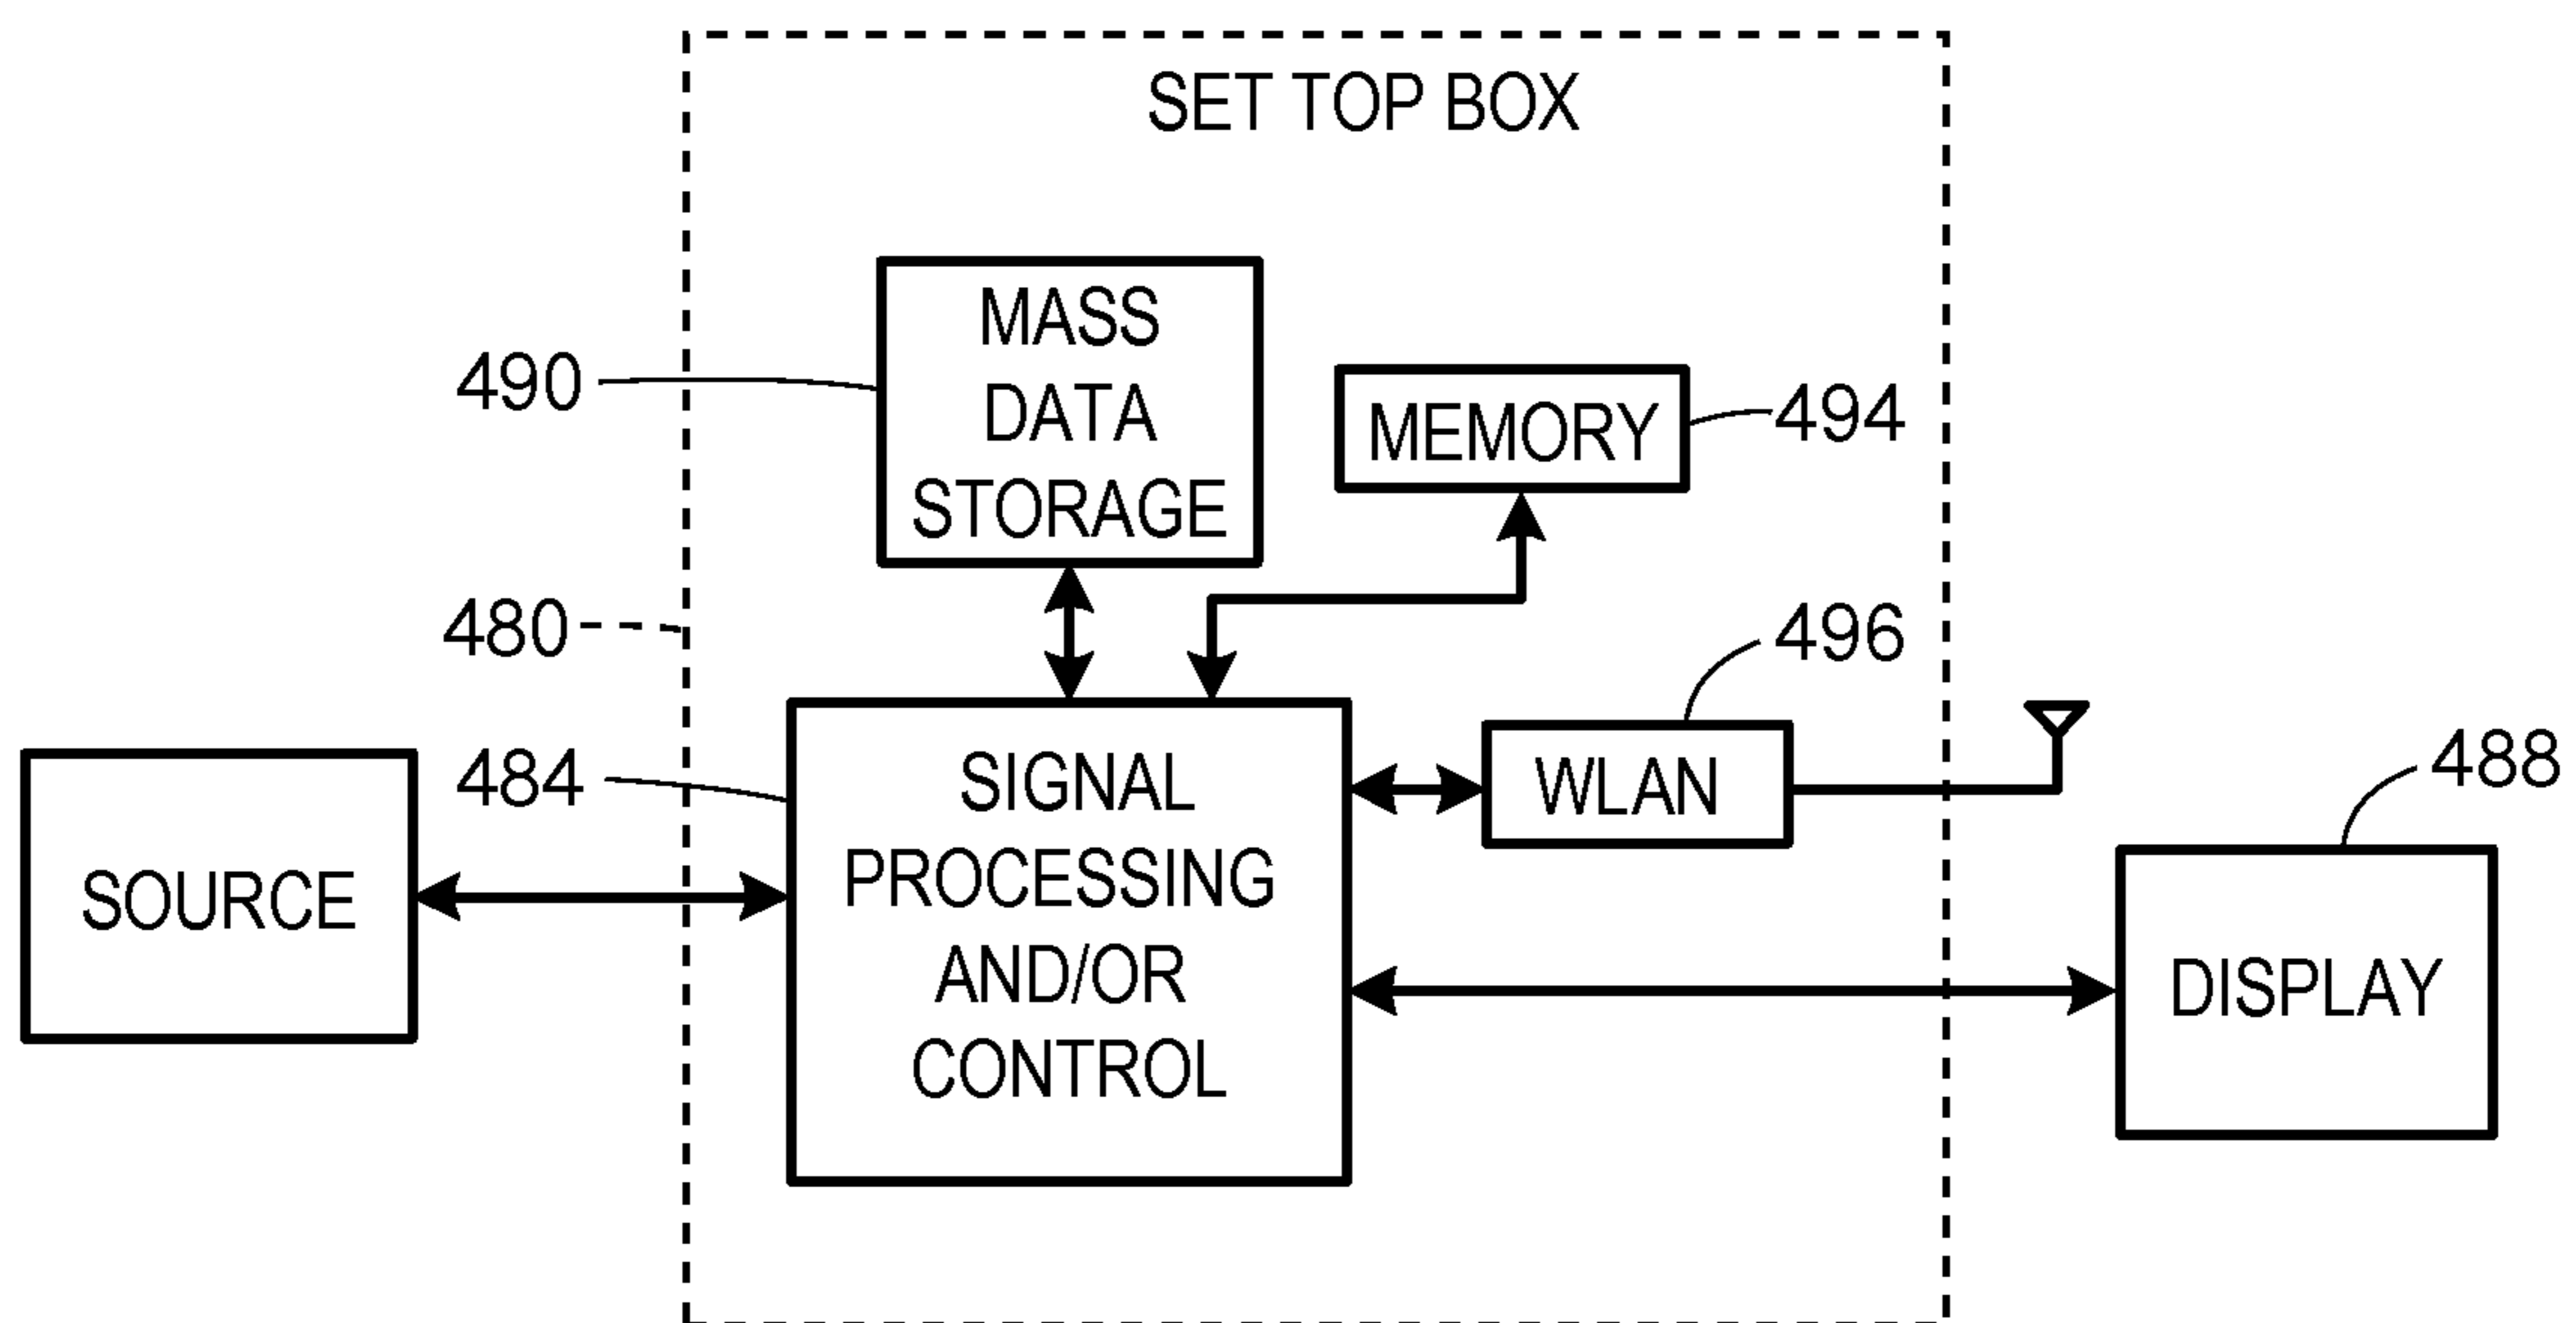 SET TOP BOX
490
MASS
DATA
STORAGE
MEMORY
494
480
496
484
SIGNAL
PROCESSING
AND/OR
CONTROL
WLAN
488
SOURCE
DISPLAY